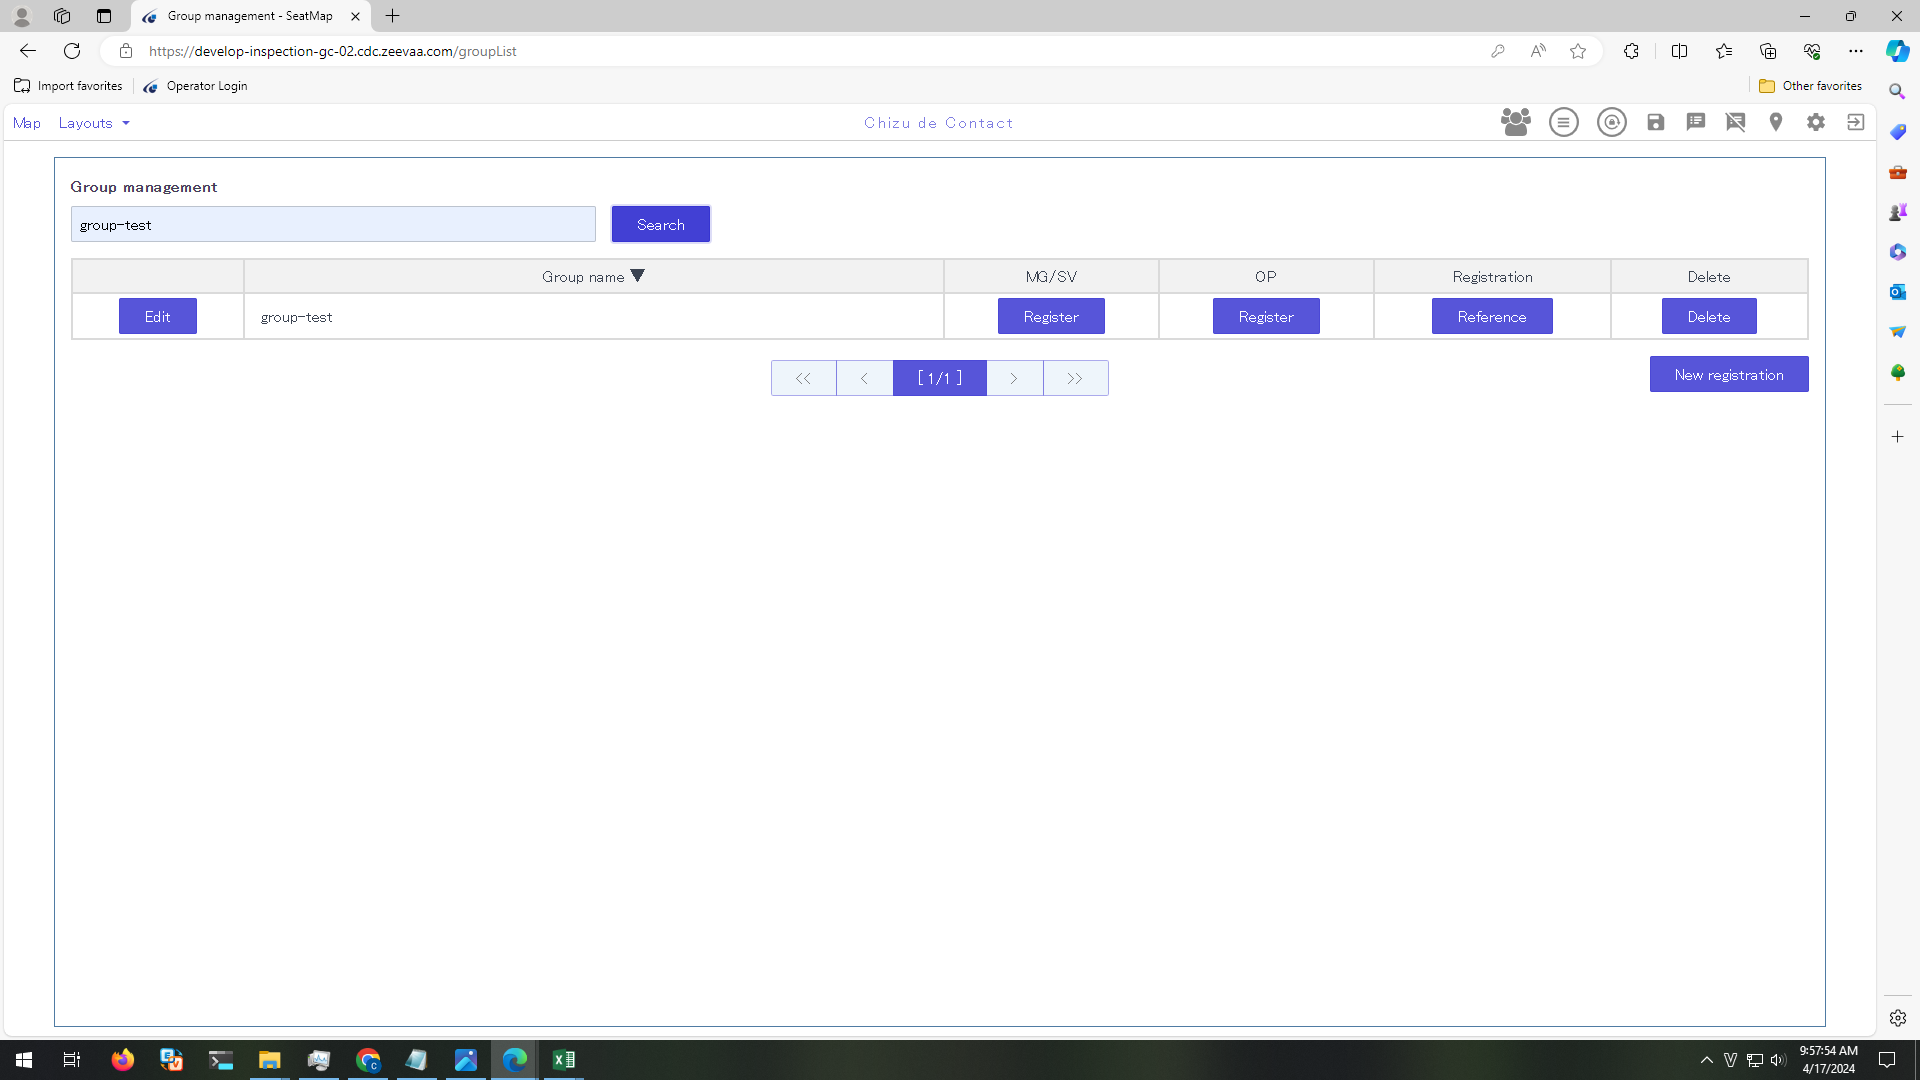 Group management - SeatMap
https://develop-inspection-gc-02.cdc.zeevaa.com/groupList
Import favorites
Operator Login
Other favorites
Map
Layouts
Chizu de Contact
Group management
group-test
Search
Group name ▼
MG/SV
OP
Registration
Delete
Edit
group-test
Register
Register
Reference
Delete
<<
<
[ 1/1 ]
>
>>
New registration
9:57:54 AM
4/17/2024